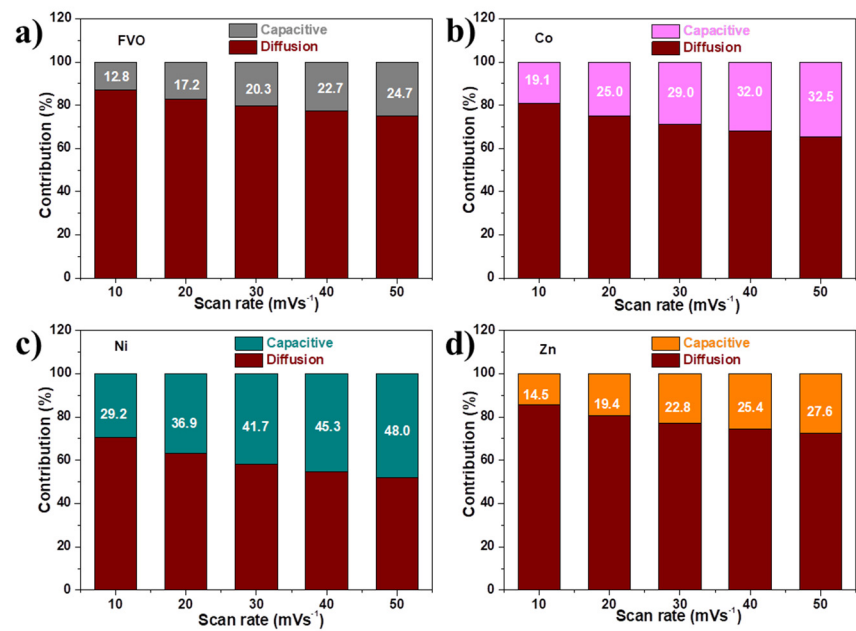 a)
FVO
Capacitive
Diffusion
Contribution (%)
120
100
80
60
40
20
0
12.8
17.2
20.3
22.7
24.7
10
20
30
40
50
Scan rate (mVs⁻¹)
b)
Co
Capacitive
Diffusion
Contribution (%)
120
100
80
60
40
20
0
19.1
25.0
29.0
32.0
32.5
10
20
30
40
50
Scan rate (mVs⁻¹)
c)
Ni
Capacitive
Diffusion
Contribution (%)
120
100
80
60
40
20
0
29.2
36.9
41.7
45.3
48.0
10
20
30
40
50
Scan rate (mVs⁻¹)
d)
Zn
Capacitive
Diffusion
Contribution (%)
120
100
80
60
40
20
0
14.5
19.4
22.8
25.4
27.6
10
20
30
40
50
Scan rate (mVs⁻¹)